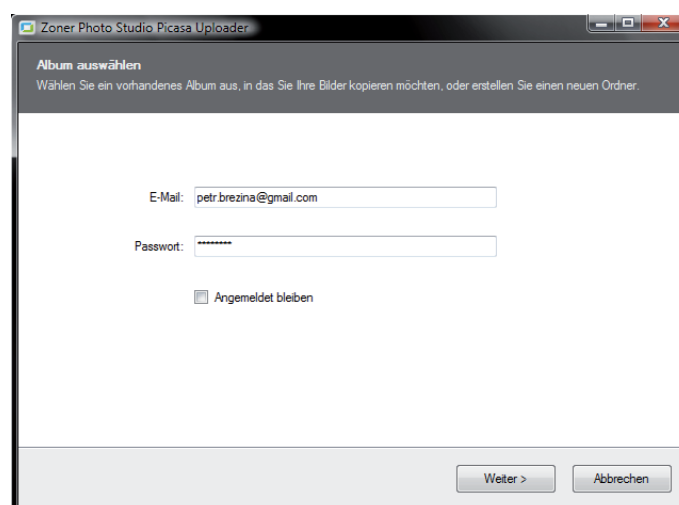 Zoner Photo Studio Picasa Uploader
Album auswählen
Wählen Sie ein vorhandenes Album aus, in das Sie Ihre Bilder kopieren möchten, oder erstellen Sie einen neuen Ordner.
E-Mail: petr.brezina@gmail.com
Passwort: ********
Angemeldet bleiben
Weiter > Abbrechen